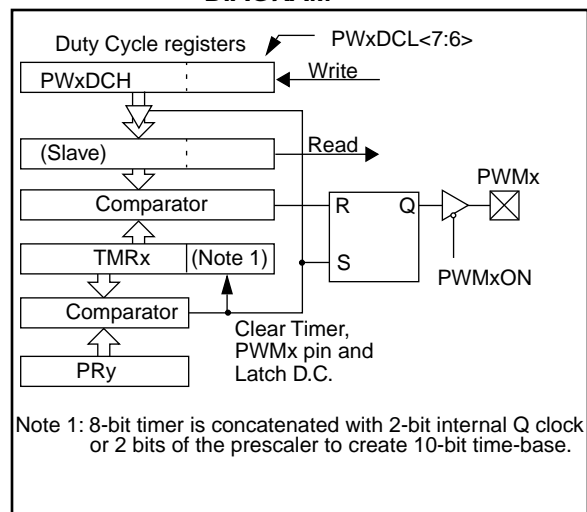 Duty Cycle registers
PWxDCL<7:6>
PWxDCH
Write
(Slave)
Read
Comparator
R
Q
PWMx
TMRx
(Note 1)
S
PWMxON
Comparator
Clear Timer,
PWMx pin and
Latch D.C.
PRy
Note 1: 8-bit timer is concatenated with 2-bit internal Q clock
or 2 bits of the prescaler to create 10-bit time-base.